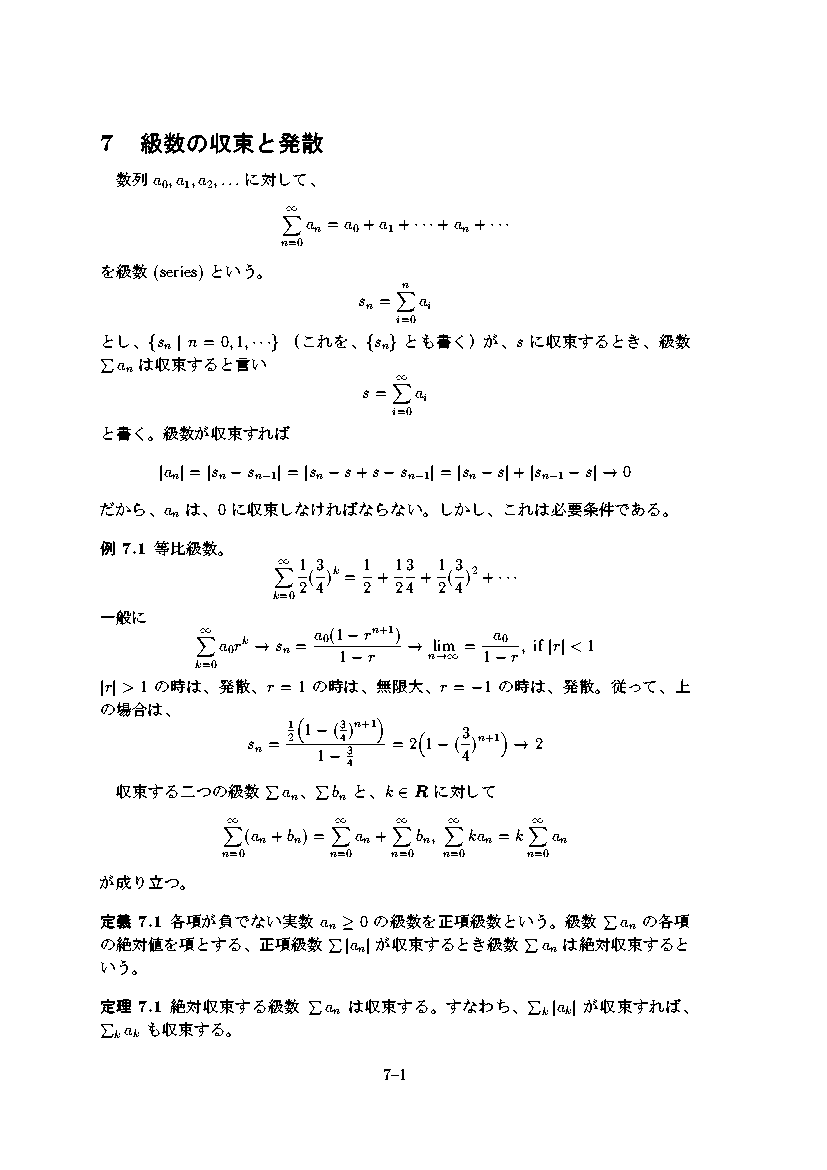 7 級数の収束と発散
数列 a_0, a_1, a_2, ... に対して、
\sum_{n=0}^{\infty} a_n = a_0 + a_1 + \cdots + a_n + \cdots
を級数 (series) という。
s_n = \sum_{i=0}^{n} a_i
とし、{s_n | n = 0, 1, \cdots} （これを、{s_n} とも書く）が、s に収束するとき、級数
\sum a_n は収束すると言い
s = \sum_{i=0}^{\infty} a_i
と書く。級数が収束すれば
|a_n| = |s_n − s_{n−1}| = |s_n − s + s − s_{n−1}| = |s_n − s| + |s_{n−1} − s| → 0
だから、a_n は、0 に収束しなければならない。しかし、これは必要条件である。
例 7.1 等比級数。
\sum_{k=0}^{\infty} \frac{1}{2}(\frac{3}{4})^k = \frac{1}{2} + \frac{1}{2}\frac{3}{4} + \frac{1}{2}(\frac{3}{4})^2 + \cdots
一般に
\sum_{k=0}^{\infty} a_0 r^k → s_n = \frac{a_0(1 − r^{n+1})}{1 − r} → \lim_{n→∞} = \frac{a_0}{1 − r}, if |r| < 1
|r| > 1 の時は、発散、r = 1 の時は、無限大、r = −1 の時は、発散。従って、上
の場合は、
s_n = \frac{\frac{1}{2}(1 − (\frac{3}{4})^{n+1})}{1 − \frac{3}{4}} = 2(1 − (\frac{3}{4})^{n+1}) → 2
収束する二つの級数 \sum a_n、\sum b_n と、k ∈ R に対して
\sum_{n=0}^{\infty} (a_n + b_n) = \sum_{n=0}^{\infty} a_n + \sum_{n=0}^{\infty} b_n, \sum_{n=0}^{\infty} ka_n = k \sum_{n=0}^{\infty} a_n
が成り立つ。
定義 7.1 各項が負でない実数 a_n ≥ 0 の級数を正項級数という。級数 \sum a_n の各項
の絶対値を項とする、正項級数 \sum |a_n| が収束するとき級数 \sum a_n は絶対収束すると
いう。
定理 7.1 絶対収束する級数 \sum a_n は収束する。すなわち、\sum_k |a_k| が収束すれば、
\sum_k a_k も収束する。
7–1